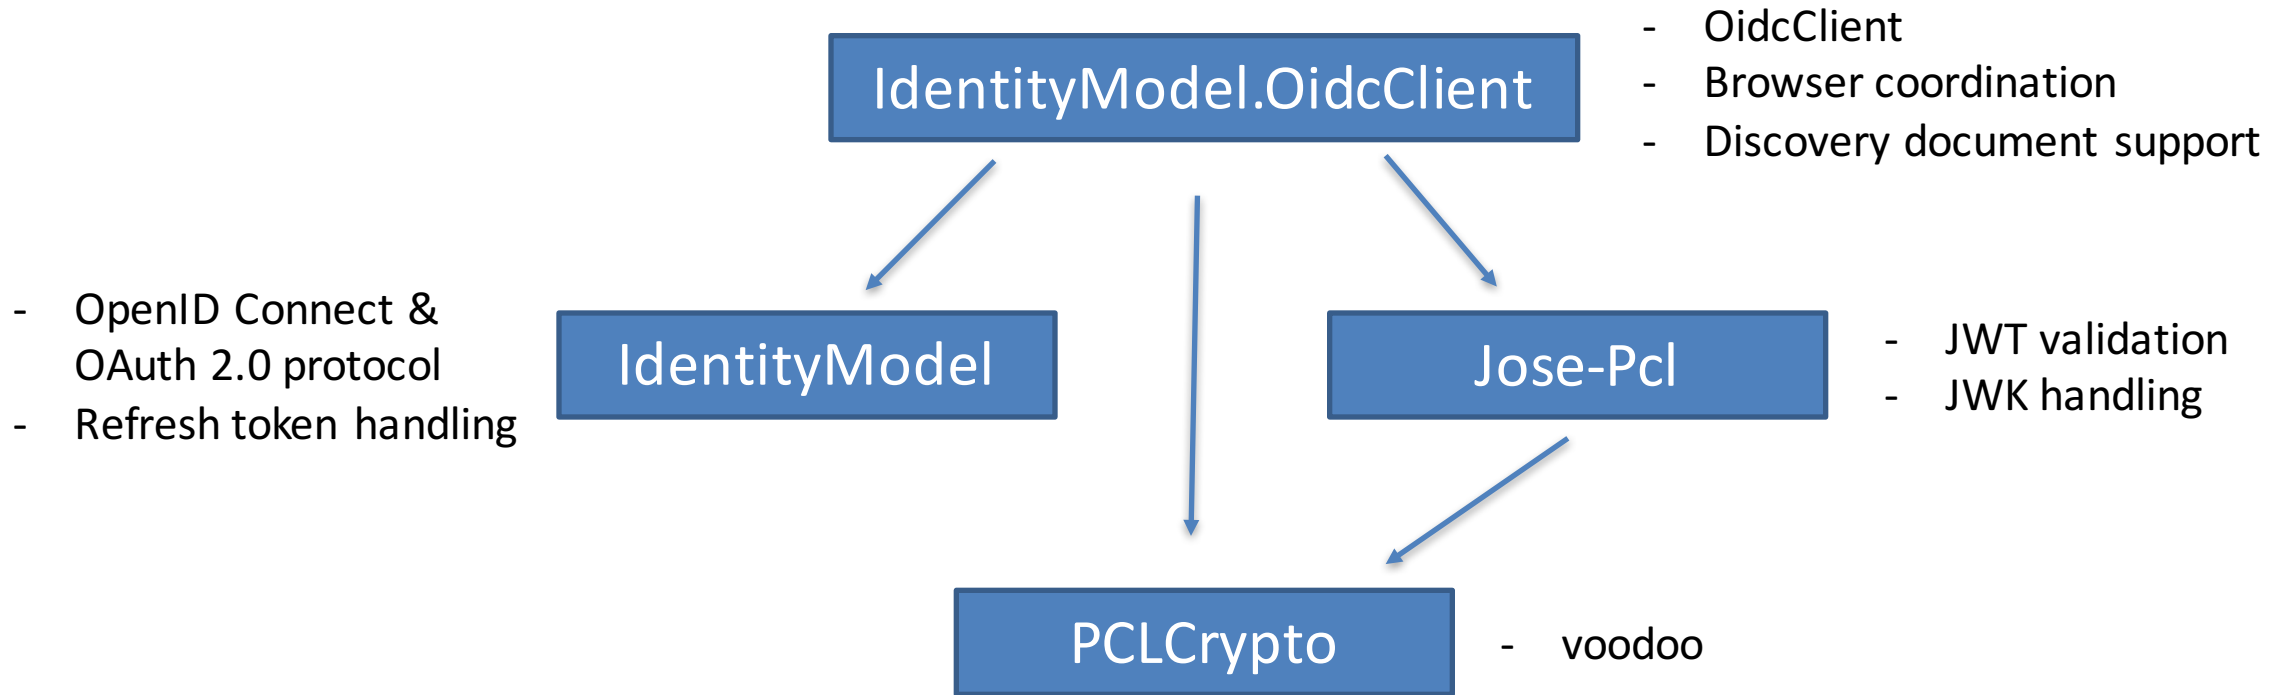 IdentityModel.OidcClient
- OidcClient
- Browser coordination
- Discovery document support
- OpenID Connect &
OAuth 2.0 protocol
- Refresh token handling
IdentityModel
Jose-Pcl
- JWT validation
- JWK handling
PCLCrypto
- voodoo